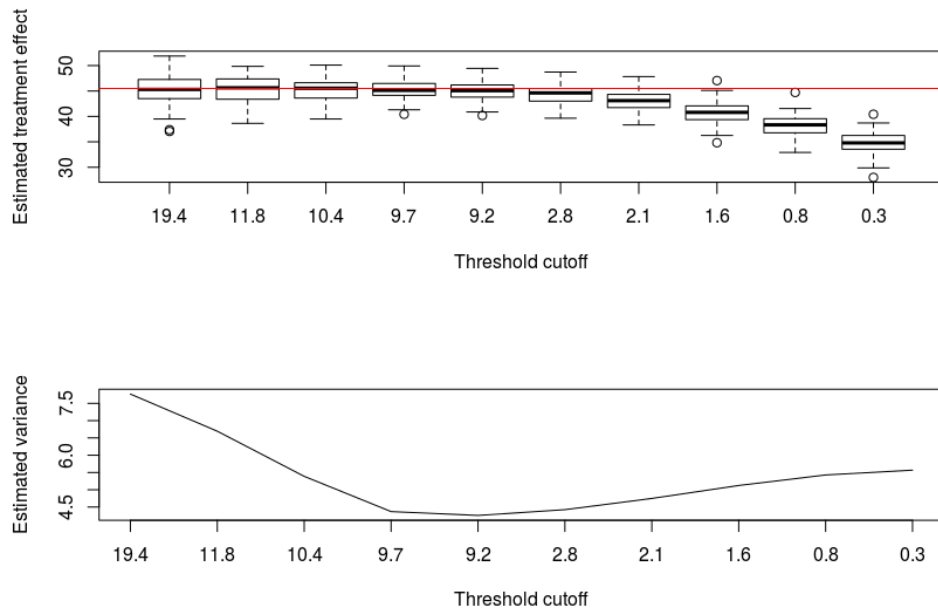 Estimated treatment effect
50
40
30
19.4 11.8 10.4 9.7 9.2 2.8 2.1 1.6 0.8 0.3
Threshold cutoff
Estimated variance
7.5
6.0
4.5
19.4 11.8 10.4 9.7 9.2 2.8 2.1 1.6 0.8 0.3
Threshold cutoff